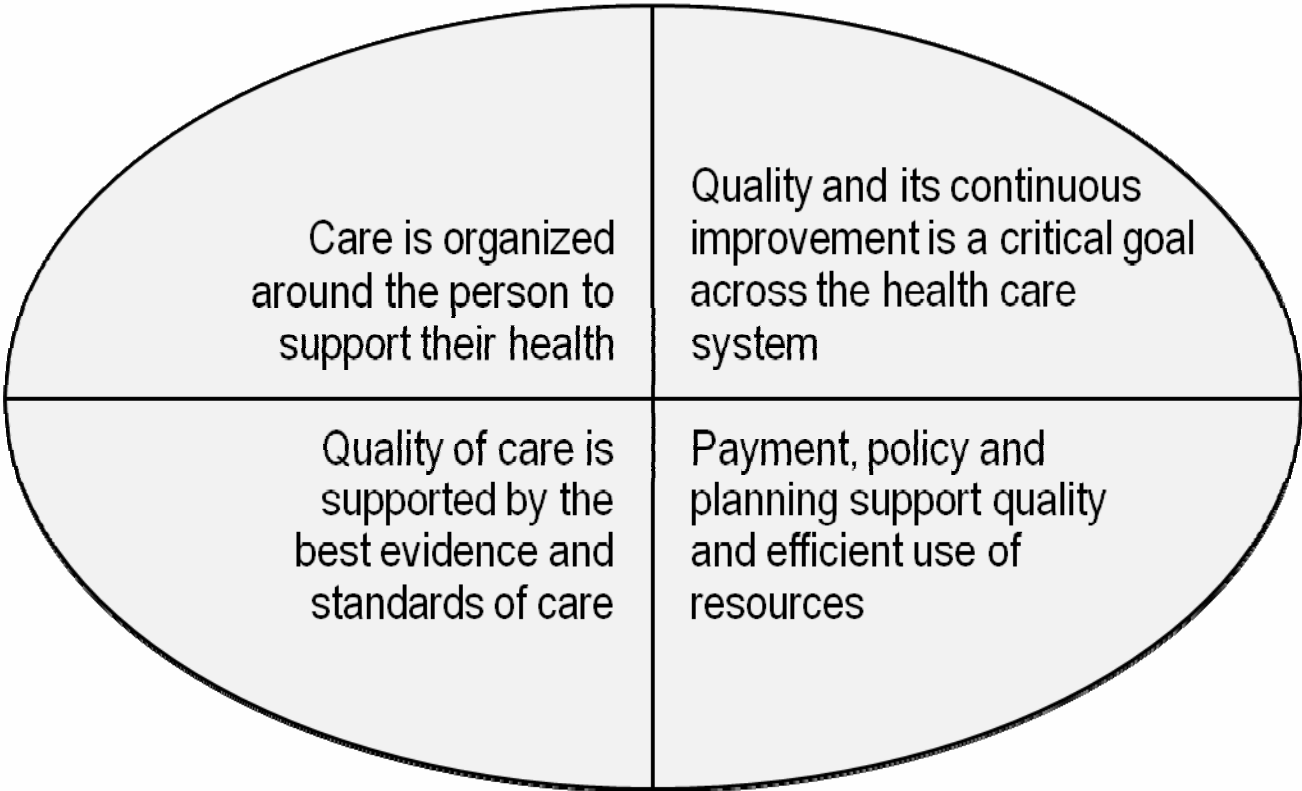 Care is organized
around the person to
support their health
Quality and its continuous
improvement is a critical goal
across the health care
system
Quality of care is
supported by the
best evidence and
standards of care
Payment, policy and
planning support quality
and efficient use of
resources